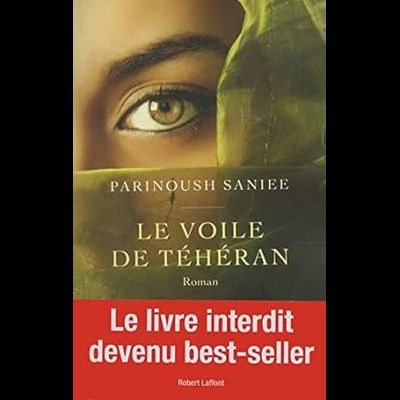 PARINOUSH SANIEE
LE VOILE
DE TÉHÉRAN
Roman
Le livre interdit
devenu best-seller
Robert Laffont